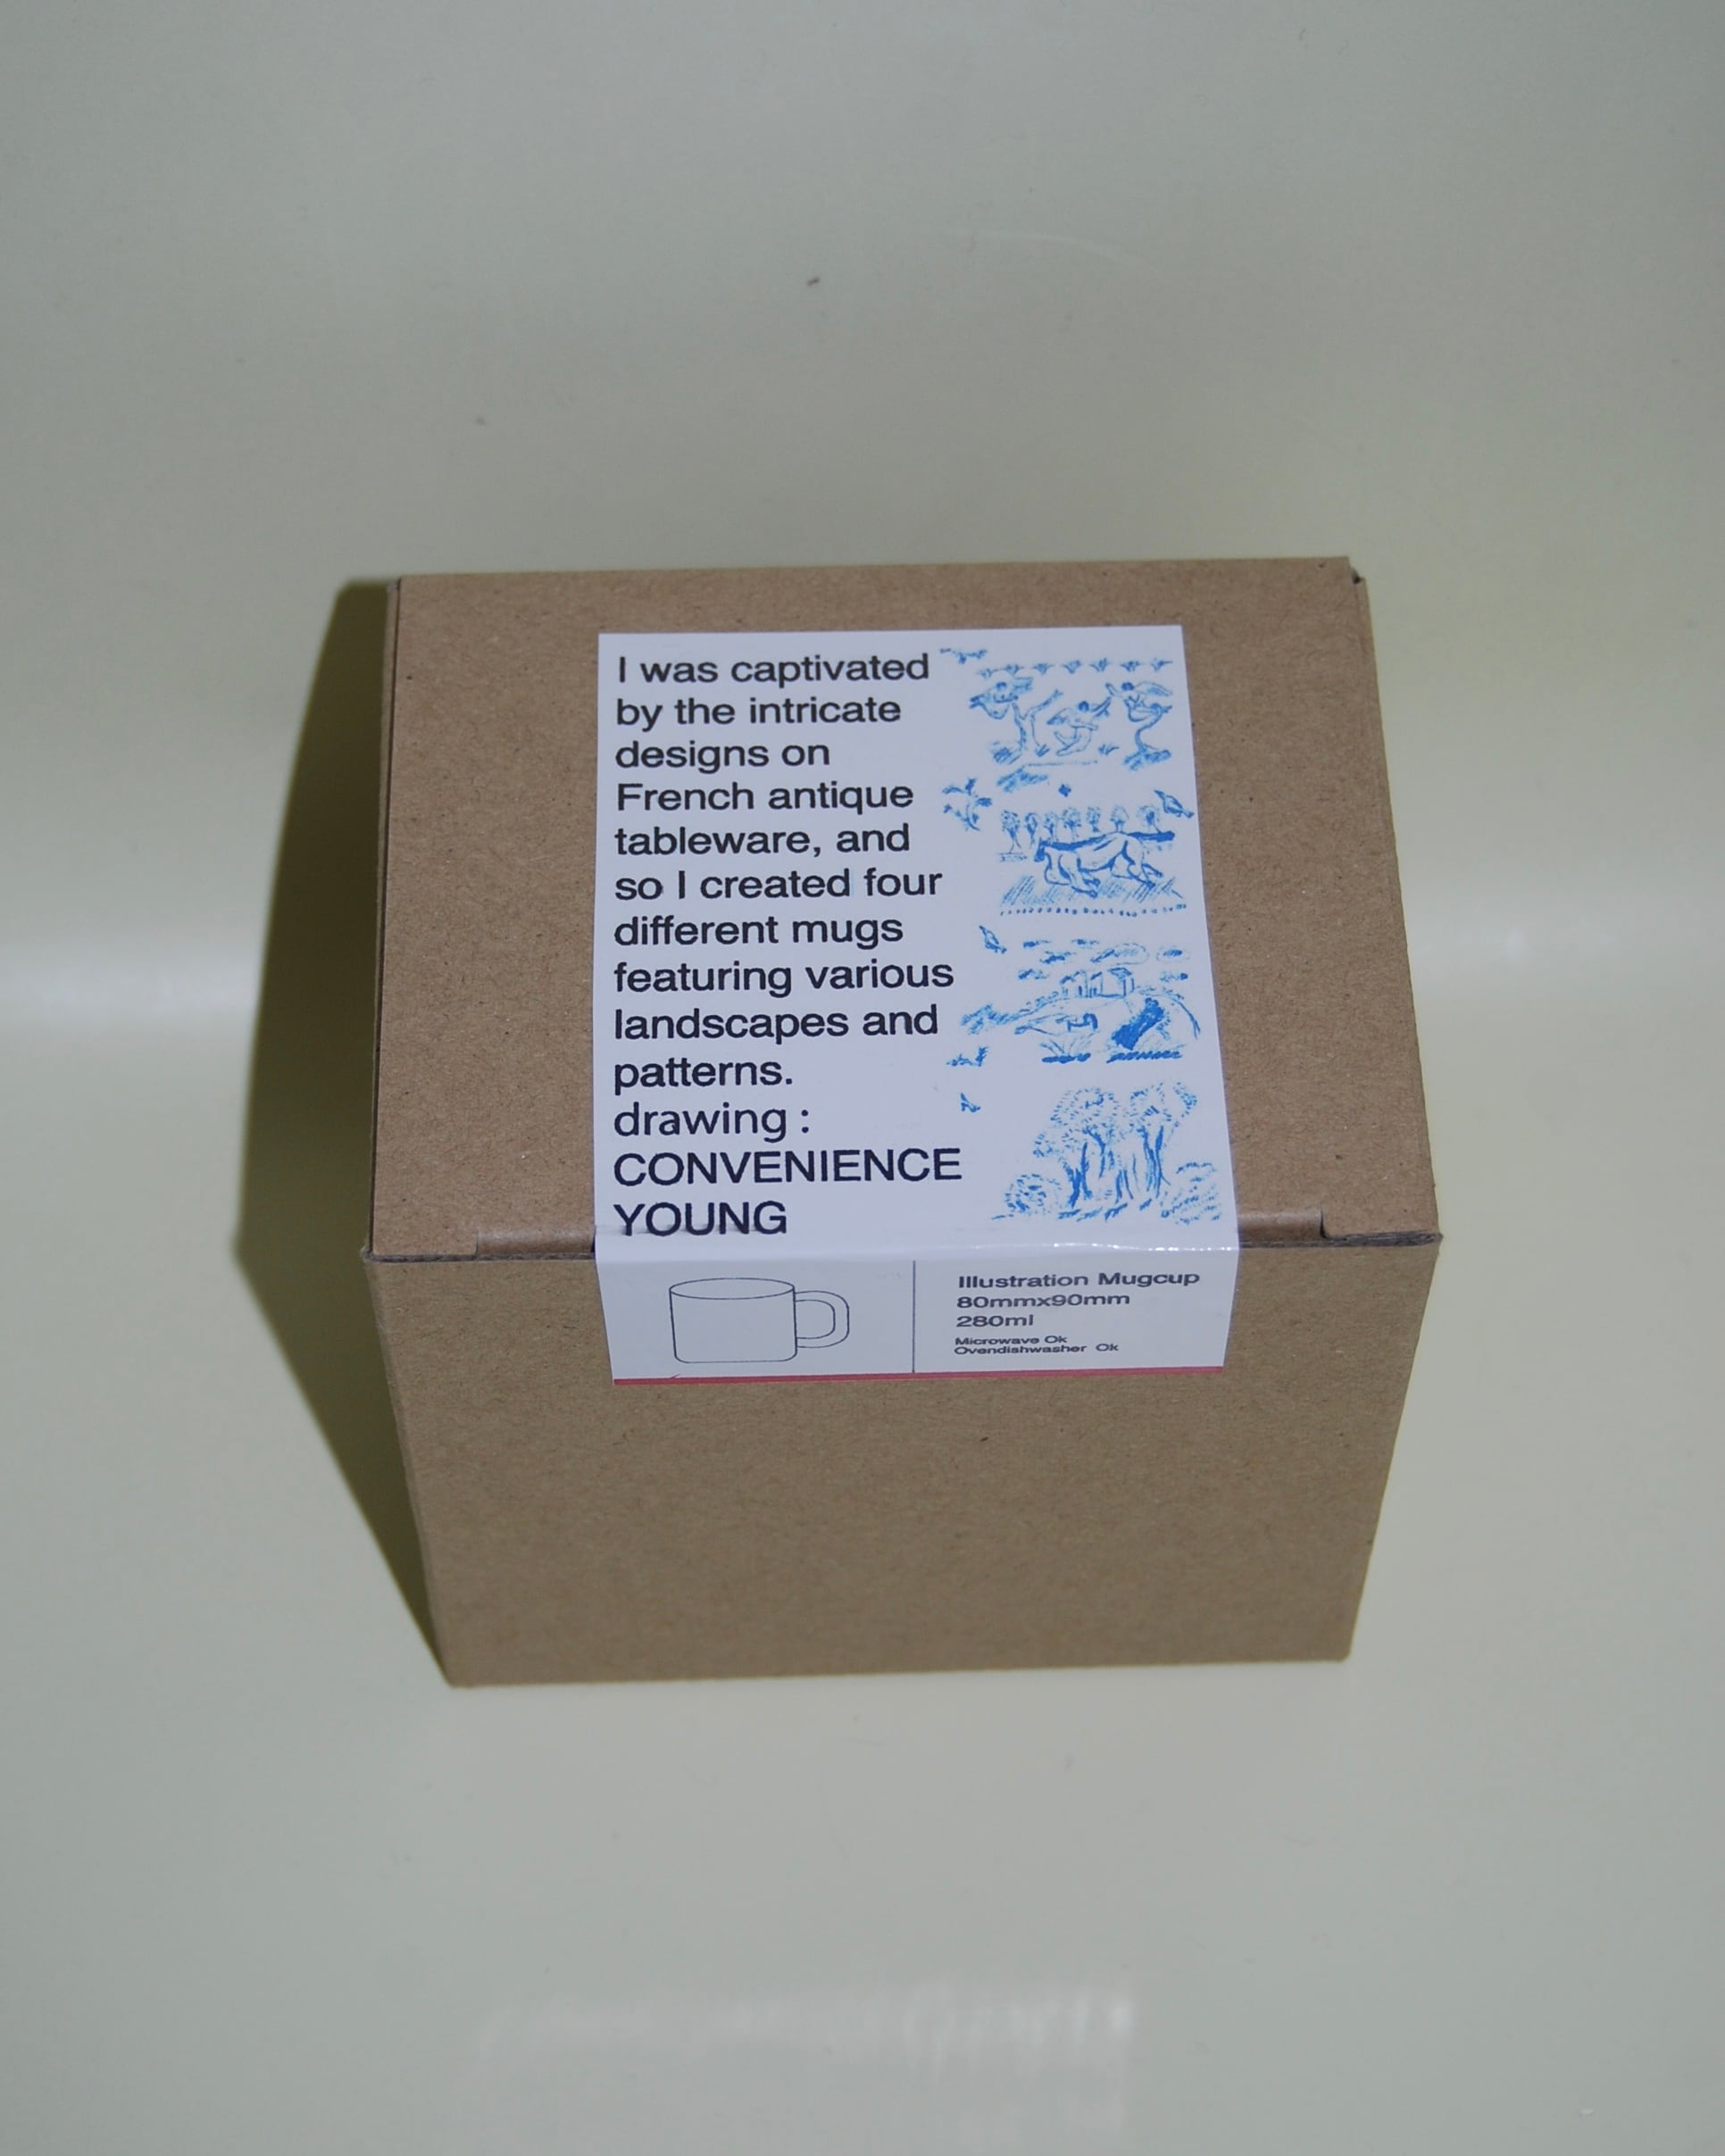 I was captivated
by the intricate
designs on
French antique
tableware, and
so I created four
different mugs
featuring various
landscapes and
patterns.
drawing :
CONVENIENCE
YOUNG
Illustration Mugcup
80mmx90mm
280ml
Microwave Ok
Ovendishwasher Ok